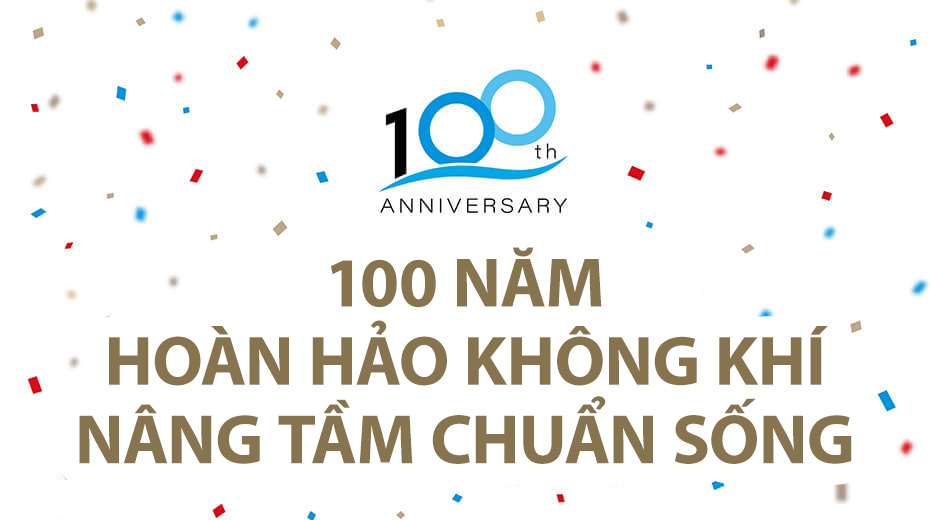 100th
ANNIVERSARY
100 NĂM
HOÀN HẢO KHÔNG KHÍ
NÂNG TẦM CHUẨN SỐNG